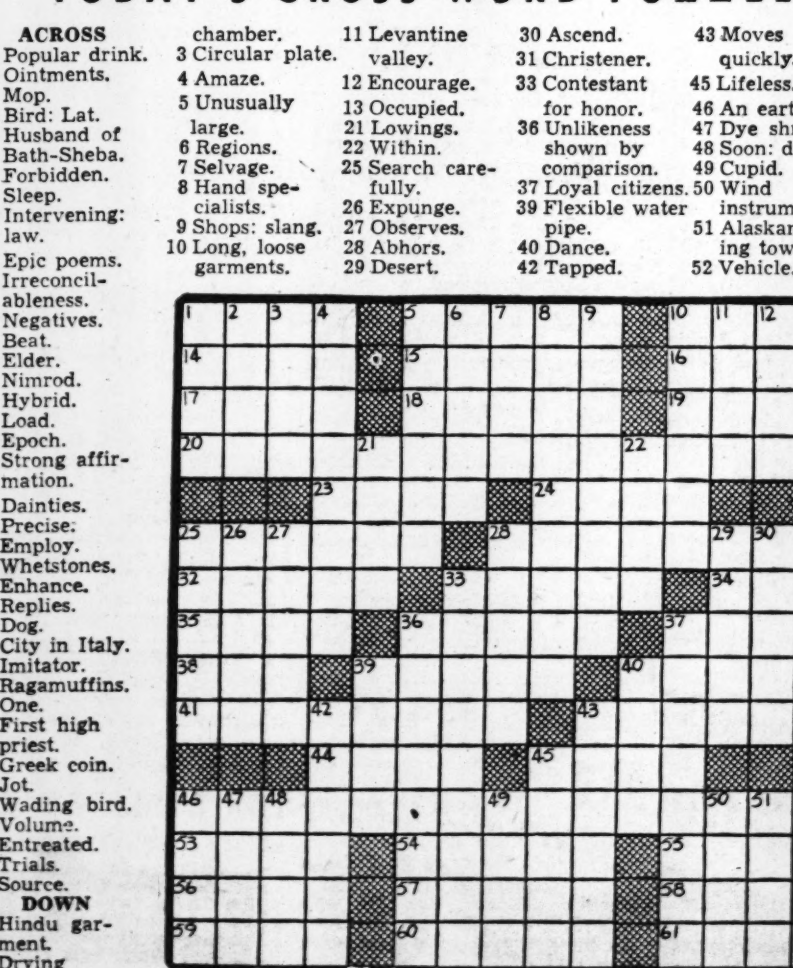 TODAY'S CROSS WORD
ACROSS
Popular drink.
Ointments.
Mop.
Bird: Lat.
Husband of
Bath-Sheba.
Forbidden.
Sleep.
Intervening:
law.
Epic poems.
Irreconcil-
ableness.
Negatives.
Beat.
Elder.
Nimrod.
Hybrid.
Load.
Epoch.
Strong affir-
mation.
Dainties.
Precise.
Employ.
Whetstones.
Enhance.
Replies.
Dog.
City in Italy.
Imitator.
Ragamuffins.
One.
First high
priest.
Greek coin.
Jot.
Wading bird.
Volume.
Entreated.
Trials.
Source.
DOWN
Hindu gar-
ment.
Drying
chamber.
3 Circular plate.
4 Amaze.
5 Unusually
large.
6 Regions.
7 Selvage.
8 Hand spe-
cialists.
9 Shops: slang.
10 Long, loose
garments.
11 Levantine
valley.
12 Encourage.
13 Occupied.
21 Lowings.
22 Within.
25 Search care-
fully.
26 Expunge.
27 Observes.
28 Abhors.
29 Desert.
30 Ascend.
31 Christener.
33 Contestant
for honor.
36 Unlikeness
shown by
comparison.
37 Loyal citizens.
39 Flexible water
pipe.
40 Dance.
42 Tapped.
43 Moves
quickly.
45 Lifeless.
46 An eart
47 Dye shr
48 Soon: d
49 Cupid.
50 Wind
instrum
51 Alaskan
ing tow
52 Vehicle.
1 2 3 4 5 6 7 8 9 10 11 12
14 15 16
17 18 19
20 21 22
23 24
25 26 27 28 29 30
32 33 34
35 36 37
38 39 40
41 42 43
44 45
46 47 48 49 50 51
53 54 55
56 57 58
59 60 61